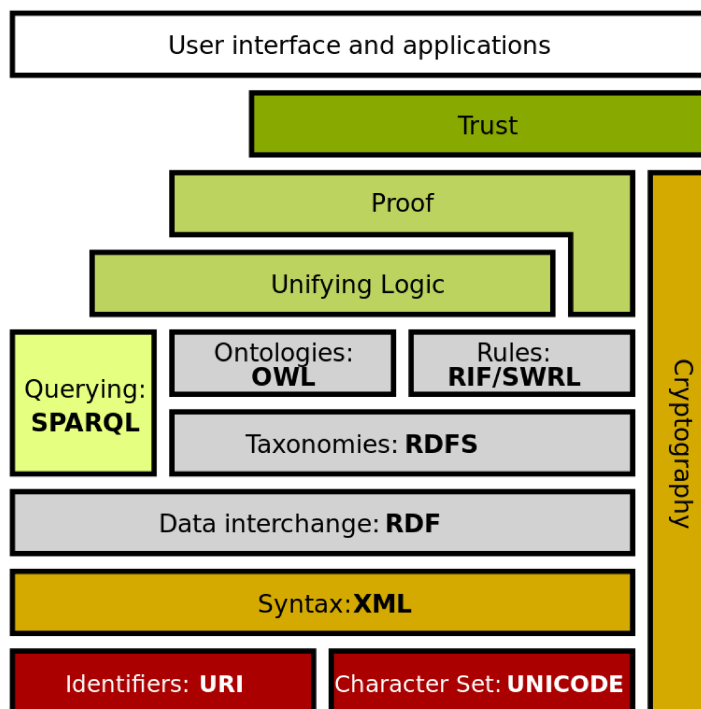 User interface and applications
Trust
Proof
Unifying Logic
Ontologies:
OWL
Rules:
RIF/SWRL
Querying:
SPARQL
Taxonomies: RDFS
Cryptography
Data interchange: RDF
Syntax:XML
Identifiers: URI
Character Set: UNICODE